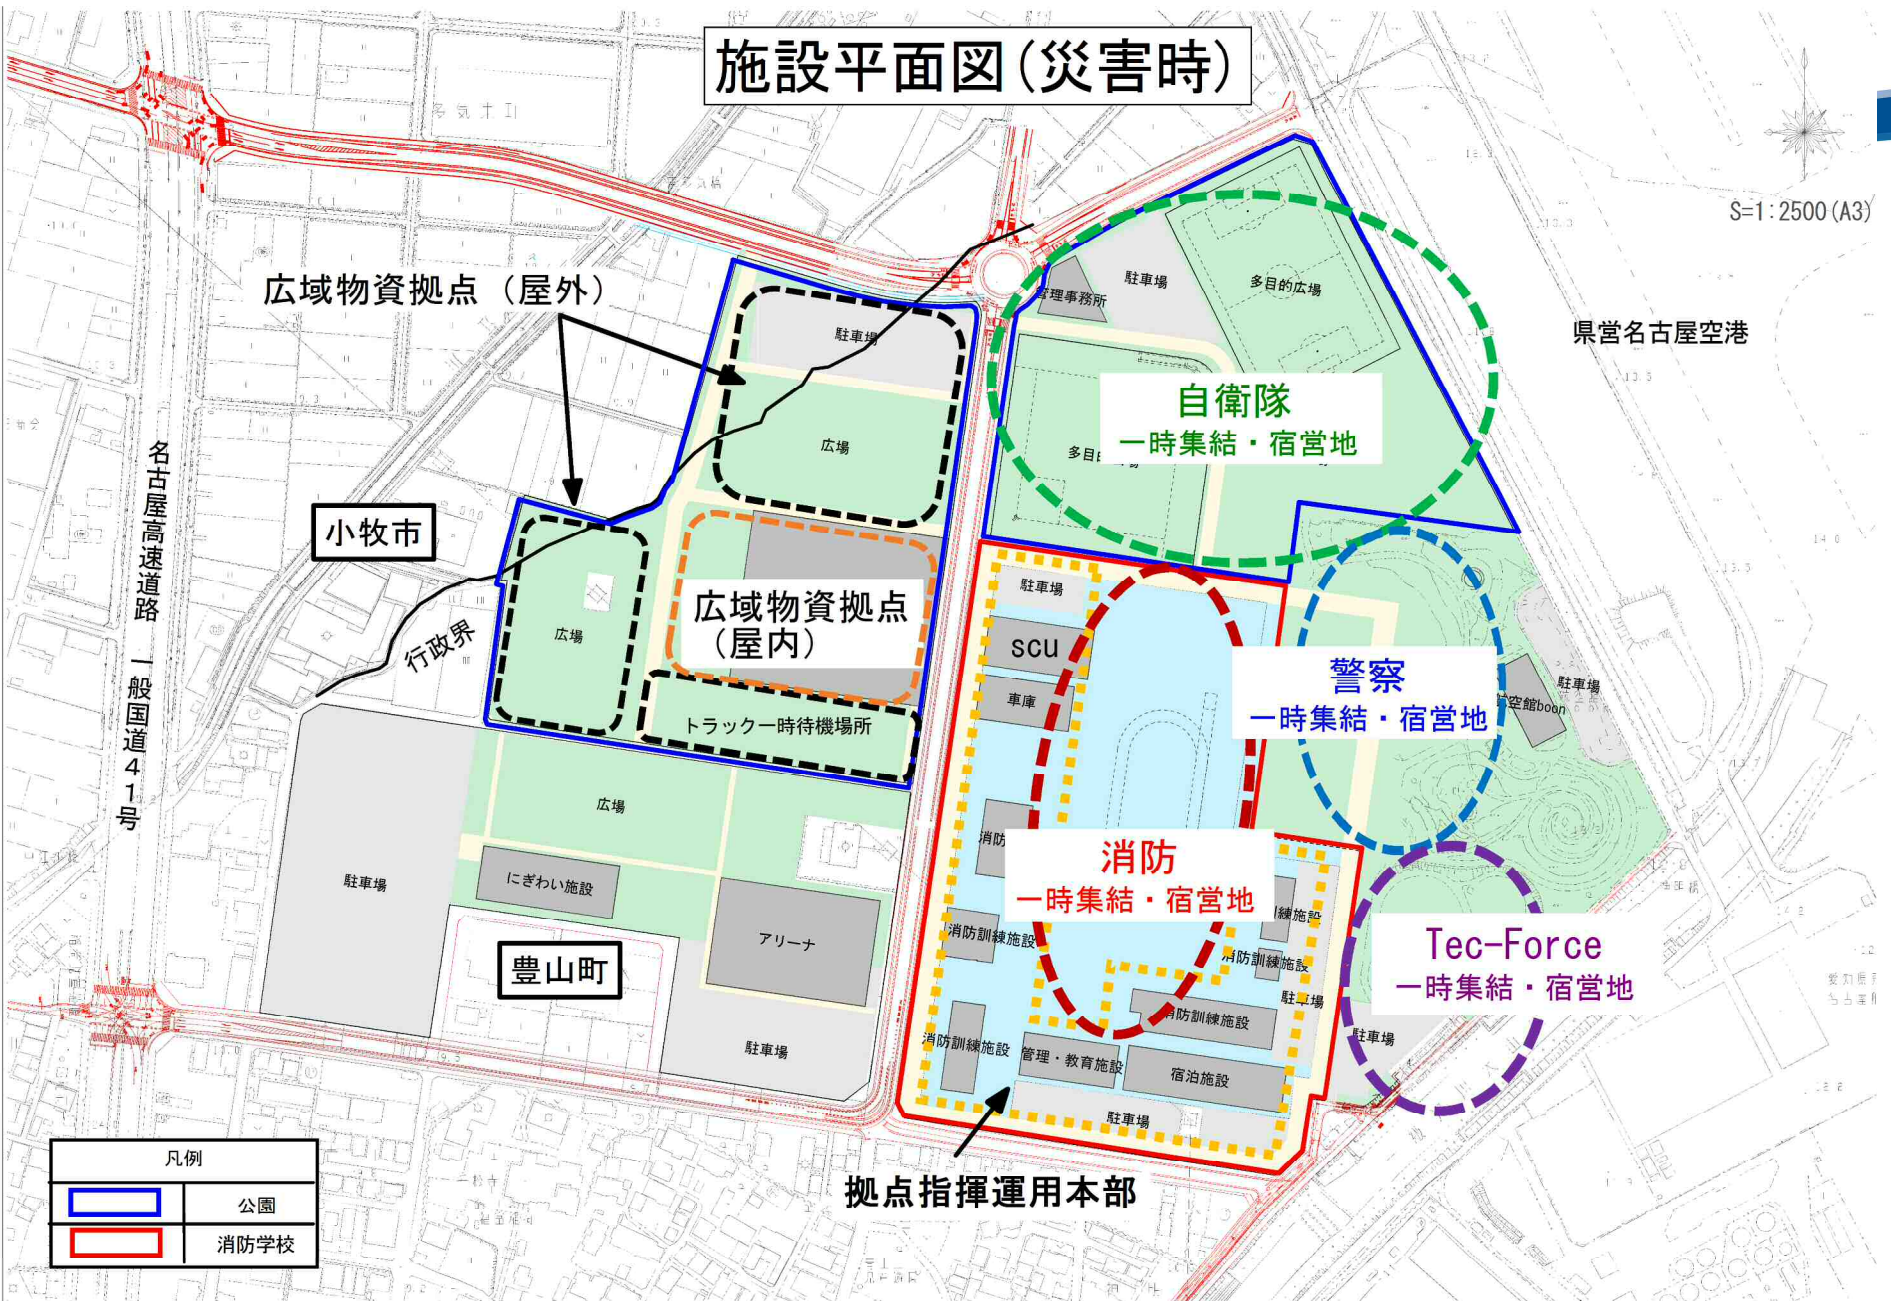 施設平面図(災害時)
S=1:2500(A3)
広域物資拠点（屋外）
駐車場
管理事務所
駐車場
多目的広場
県営名古屋空港
自衛隊
一時集結・宿営地
広場
名古屋高速道路 一般国道41号
小牧市
広域物資拠点
（屋内）
広場
行政界
トラック一時待機場所
駐車場
scu
車庫
警察
一時集結・宿営地
駐車場
空館boon
広場
駐車場
にぎわい施設
アリーナ
豊山町
駐車場
消防
一時集結・宿営地
消防訓練施設
消防訓練施設
駐車場
消防訓練施設
消防訓練施設
管理・教育施設
宿泊施設
駐車場
Tec-Force
一時集結・宿営地
駐車場
拠点指揮運用本部
凡例
公園
消防学校